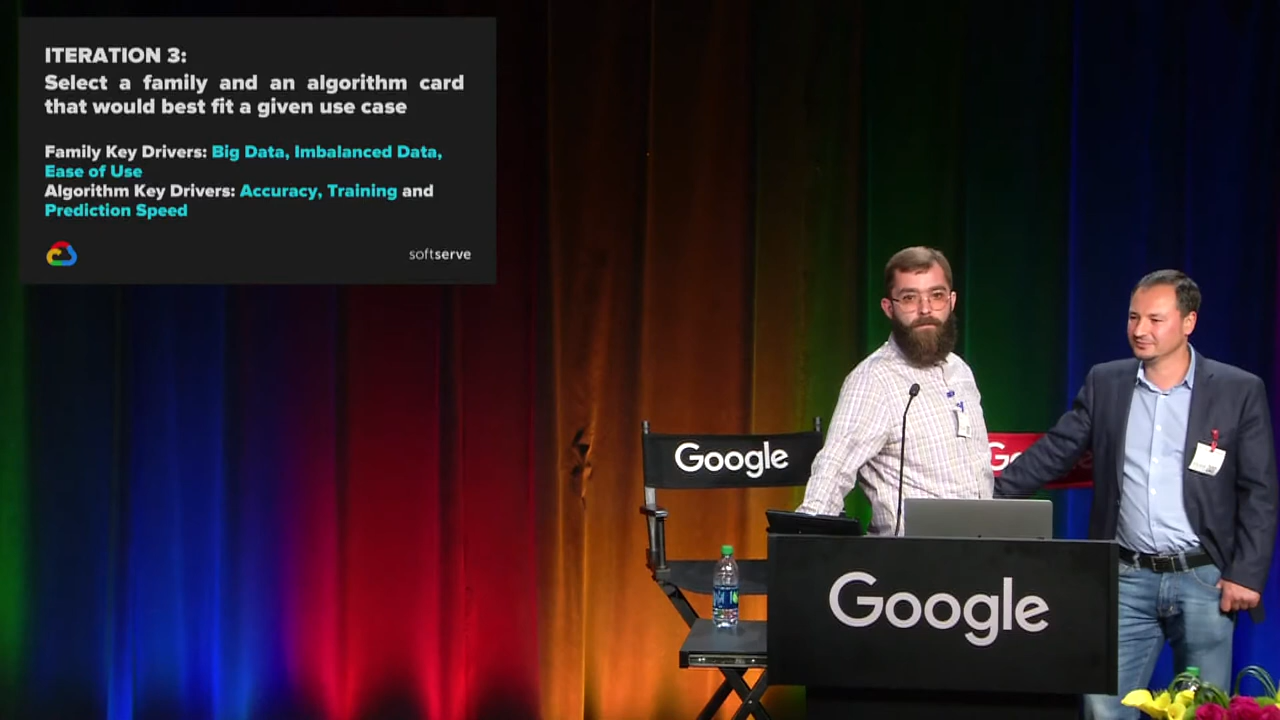 ITERATION 3:
Select a family and an algorithm card
that would best fit a given use case
Family Key Drivers: Big Data, Imbalanced Data,
Ease of Use
Algorithm Key Drivers: Accuracy, Training and
Prediction Speed
softserve
Google
Go
Google